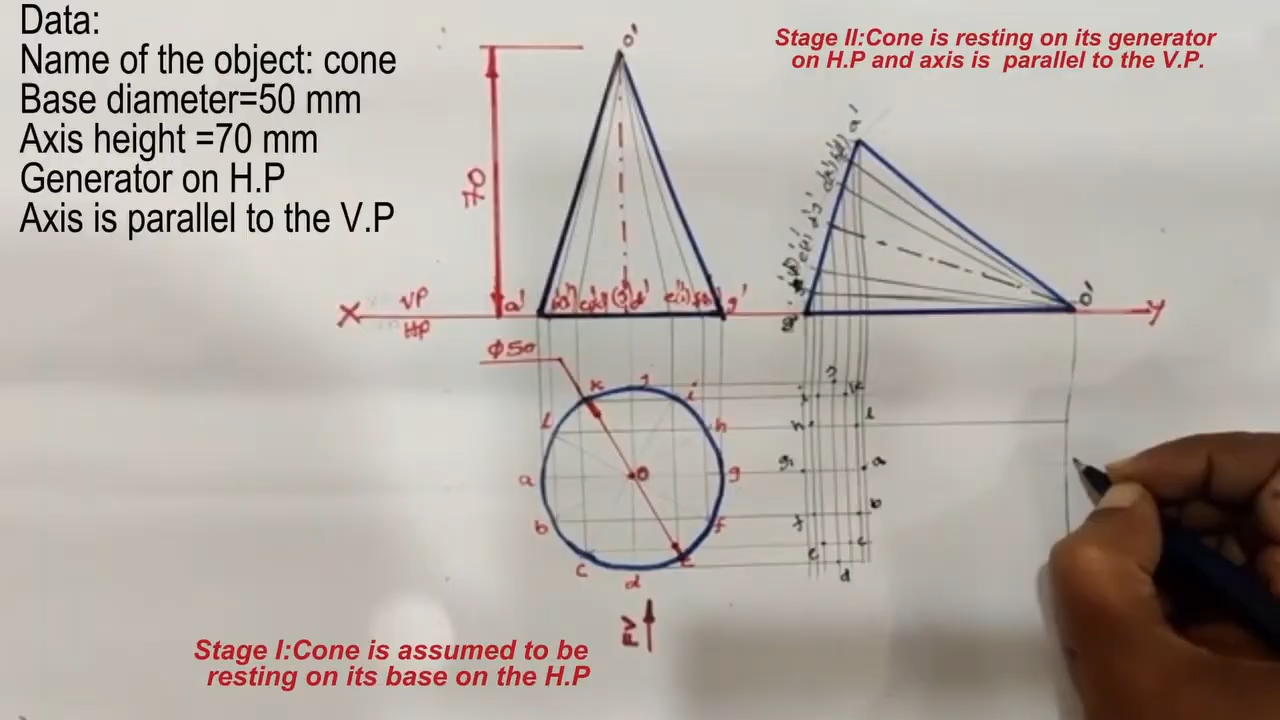 Data:
Name of the object: cone
Base diameter=50 mm
Axis height =70 mm
Generator on H.P
Axis is parallel to the V.P
Stage II:Cone is resting on its generator
on H.P and axis is parallel to the V.P.
o'
a'
70
X
VP
HP
a'
g'
o'
Y
Φ50
k
j
i
l
h
a
o
g
b
f
c
d
k
l
h
a
b
f
c
d
FV
Stage I:Cone is assumed to be
resting on its base on the H.P